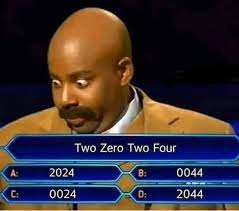 Two Zero Two Four
A: 2024
B: 0044
C: 0024
D: 2044